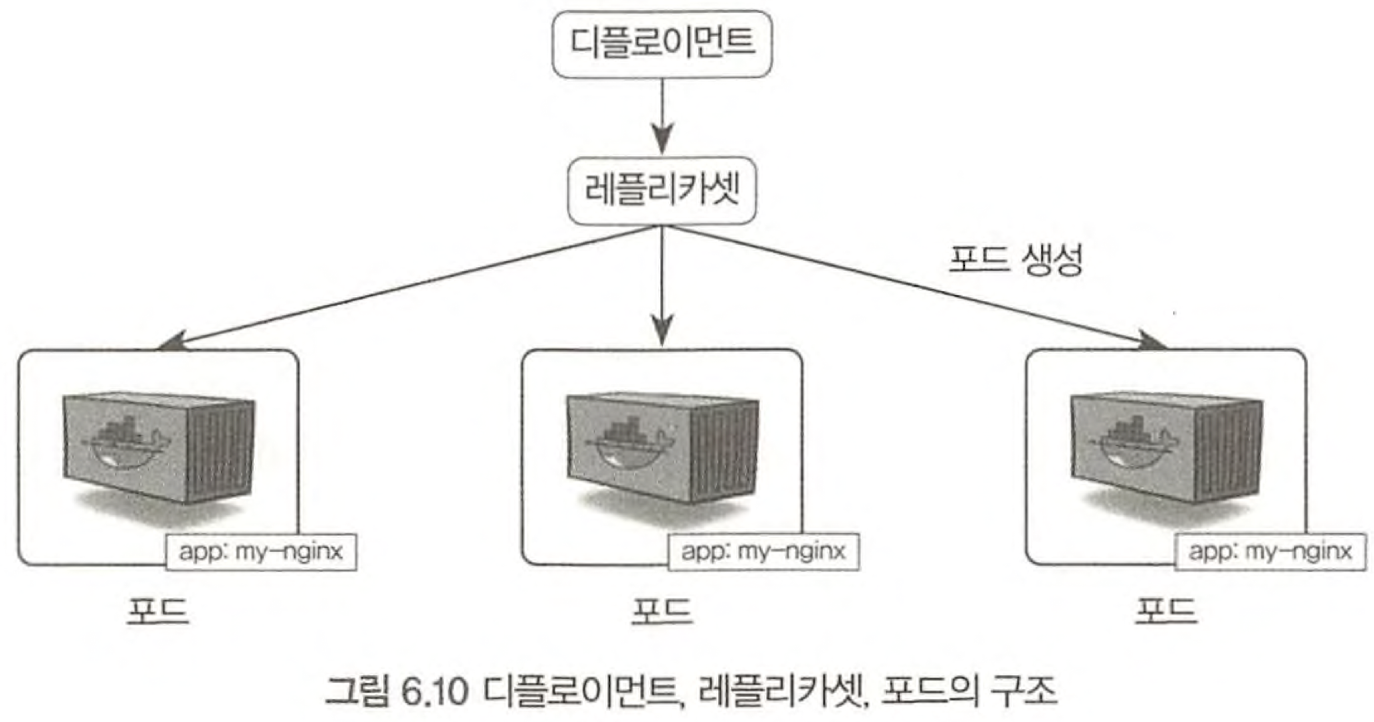 디플로이먼트
레플리카셋
포드 생성
app: my-nginx
app: my-nginx
app: my-nginx
포드
포드
포드
그림 6.10 디플로이먼트, 레플리카셋, 포드의 구조